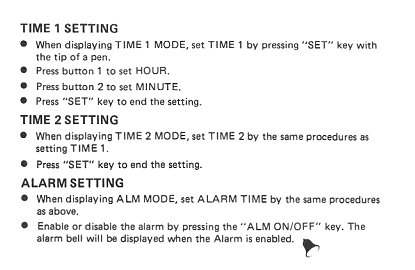 TIME 1 SETTING
● When displaying TIME 1 MODE, set TIME 1 by pressing "SET" key with
the tip of a pen.
● Press button 1 to set HOUR.
● Press button 2 to set MINUTE.
● Press "SET" key to end the setting.
TIME 2 SETTING
● When displaying TIME 2 MODE, set TIME 2 by the same procedures as
setting TIME 1.
● Press "SET" key to end the setting.
ALARM SETTING
● When displaying ALM MODE, set ALARM TIME by the same procedures
as above.
● Enable or disable the alarm by pressing the "ALM ON/OFF" key. The
alarm bell will be displayed when the Alarm is enabled.